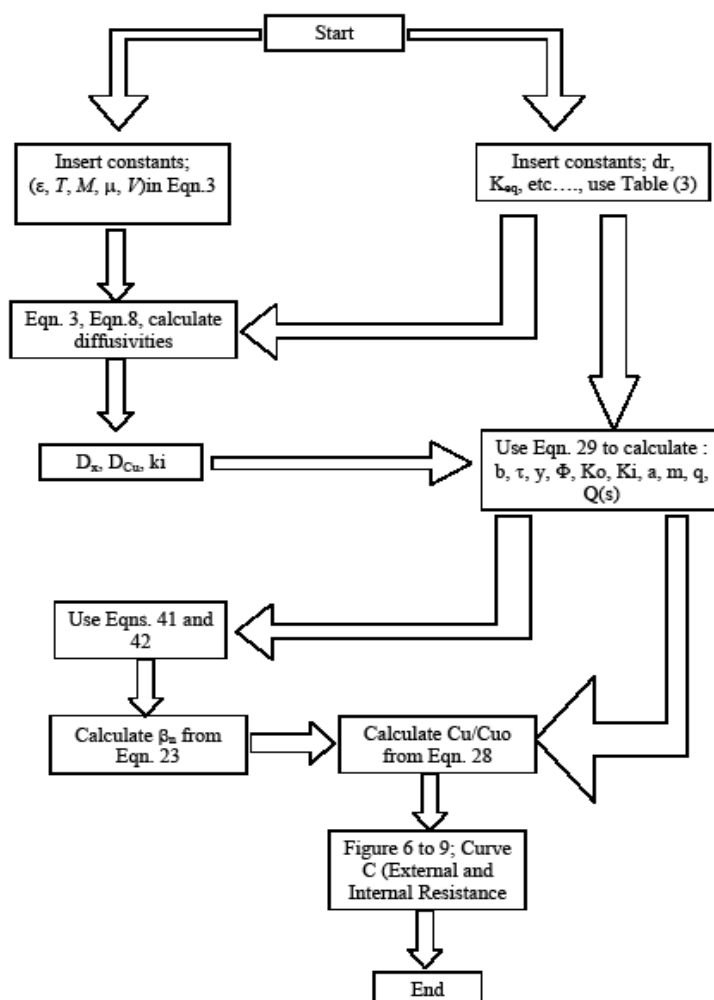 Start
Insert constants;
(ε, T, M, μ, V)in Eqn.3
Insert constants; dr,
Keq, etc…., use Table (3)
Eqn. 3, Eqn.8, calculate
diffusivities
Dx, DCu, ki
Use Eqn. 29 to calculate :
b, τ, y, Φ, Ko, Ki, a, m, q,
Q(s)
Use Eqns. 41 and
42
Calculate βn from
Eqn. 23
Calculate Cu/Cuo
from Eqn. 28
Figure 6 to 9; Curve
C (External and
Internal Resistance
End